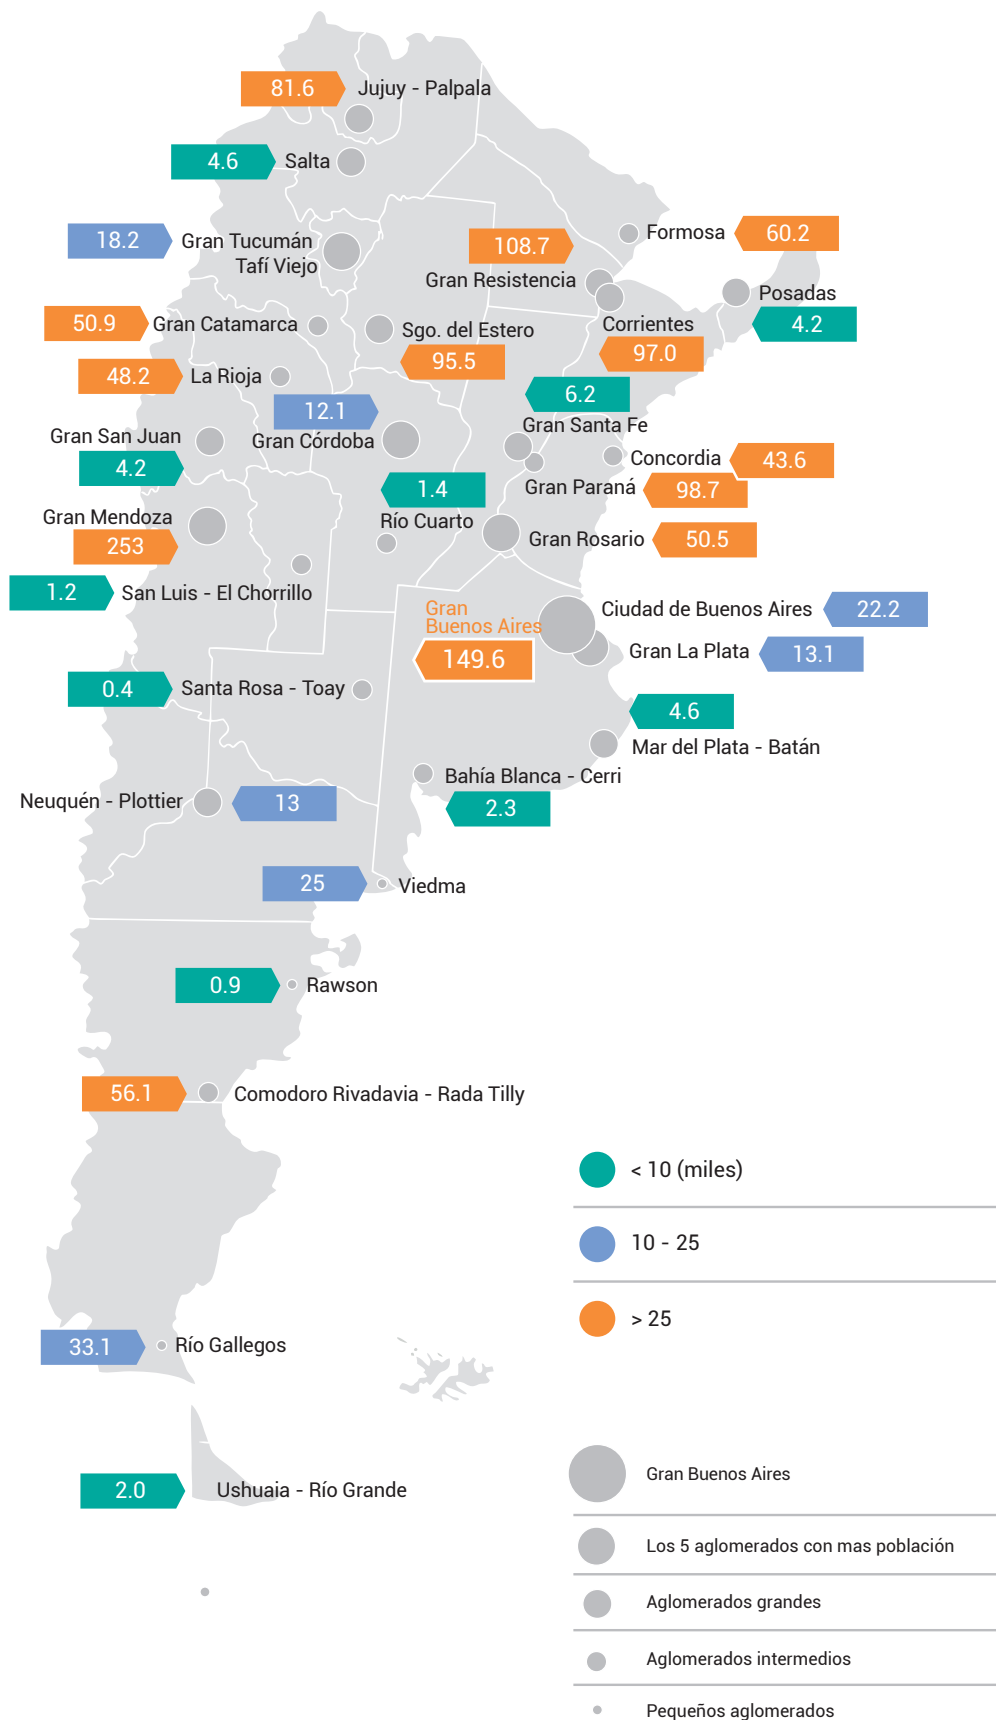 81.6
Jujuy - Palpala
4.6
Salta
18.2
Gran Tucumán
Tafí Viejo
108.7
Gran Resistencia
Formosa
60.2
Posadas
4.2
50.9
Gran Catamarca
Sgo. del Estero
95.5
Corrientes
97.0
48.2
La Rioja
12.1
Gran Córdoba
6.2
Gran Santa Fe
Gran San Juan
4.2
Concordia
43.6
1.4
Río Cuarto
Gran Paraná
98.7
Gran Mendoza
253
Gran Rosario
50.5
1.2
San Luis - El Chorrillo
Gran
Buenos Aires
149.6
Ciudad de Buenos Aires
22.2
Gran La Plata
13.1
0.4
Santa Rosa - Toay
4.6
Mar del Plata - Batán
Bahía Blanca - Cerri
2.3
Neuquén - Plottier
13
25
Viedma
0.9
Rawson
56.1
Comodoro Rivadavia - Rada Tilly
< 10 (miles)
10 - 25
> 25
33.1
Río Gallegos
2.0
Ushuaia - Río Grande
Gran Buenos Aires
Los 5 aglomerados con mas población
Aglomerados grandes
Aglomerados intermedios
Pequeños aglomerados